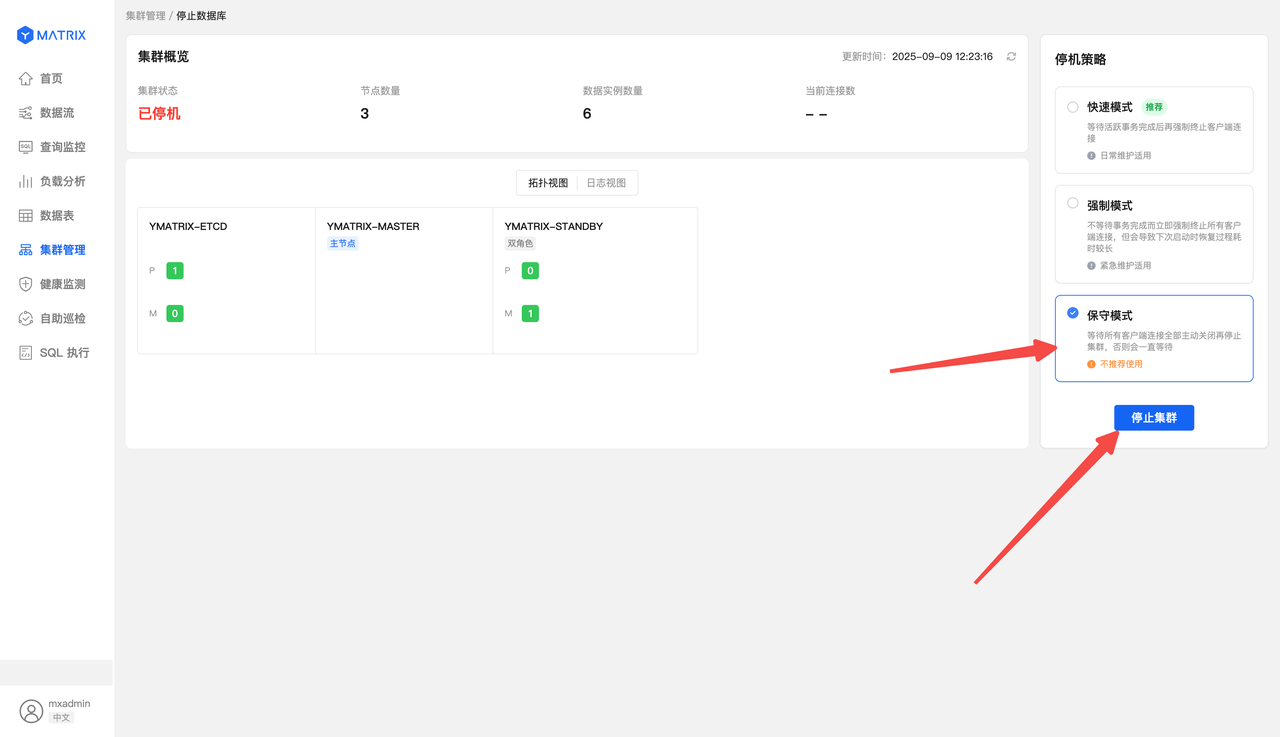 MATRIX
首页
数据流
查询监控
负载分析
数据表
集群管理
健康监测
自助巡检
SQL 执行
mxadmin
中文
集群管理 / 停止数据库
集群概览
更新时间: 2025-09-09 12:23:16
集群状态 节点数量 数据实例数量 当前连接数
已停机 3 6 – –
拓扑视图 日志视图
YMATRIX-ETCD
P 1
M 0
YMATRIX-MASTER
主节点
YMATRIX-STANDBY
双角色
P 0
M 1
停机策略
快速模式 推荐
等待活跃事务完成后再强制终止客户端连
接
日常维护适用
强制模式
不等待事务完成而立即强制终止所有客户
端连接，但会导致下次启动时恢复过程耗
时较长
紧急维护适用
保守模式
等待所有客户端连接全部主动关闭再停止
集群，否则会一直等待
不推荐使用
停止集群